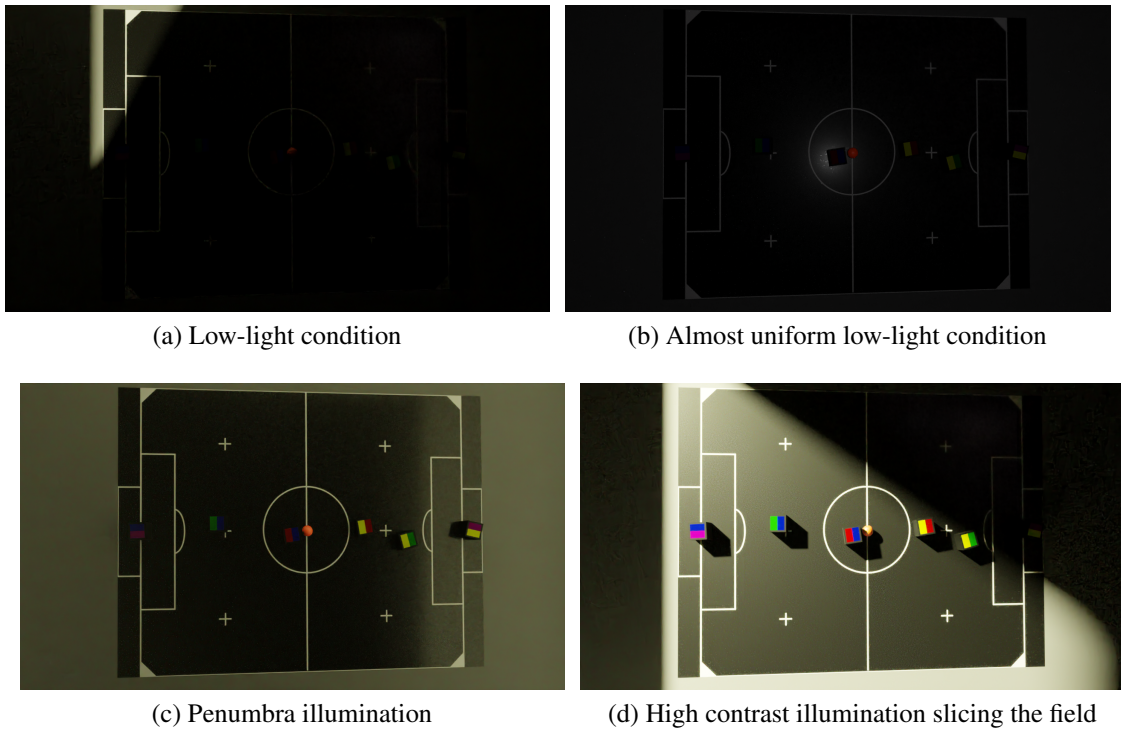 (a) Low-light condition
(b) Almost uniform low-light condition
(c) Penumbra illumination
(d) High contrast illumination slicing the field